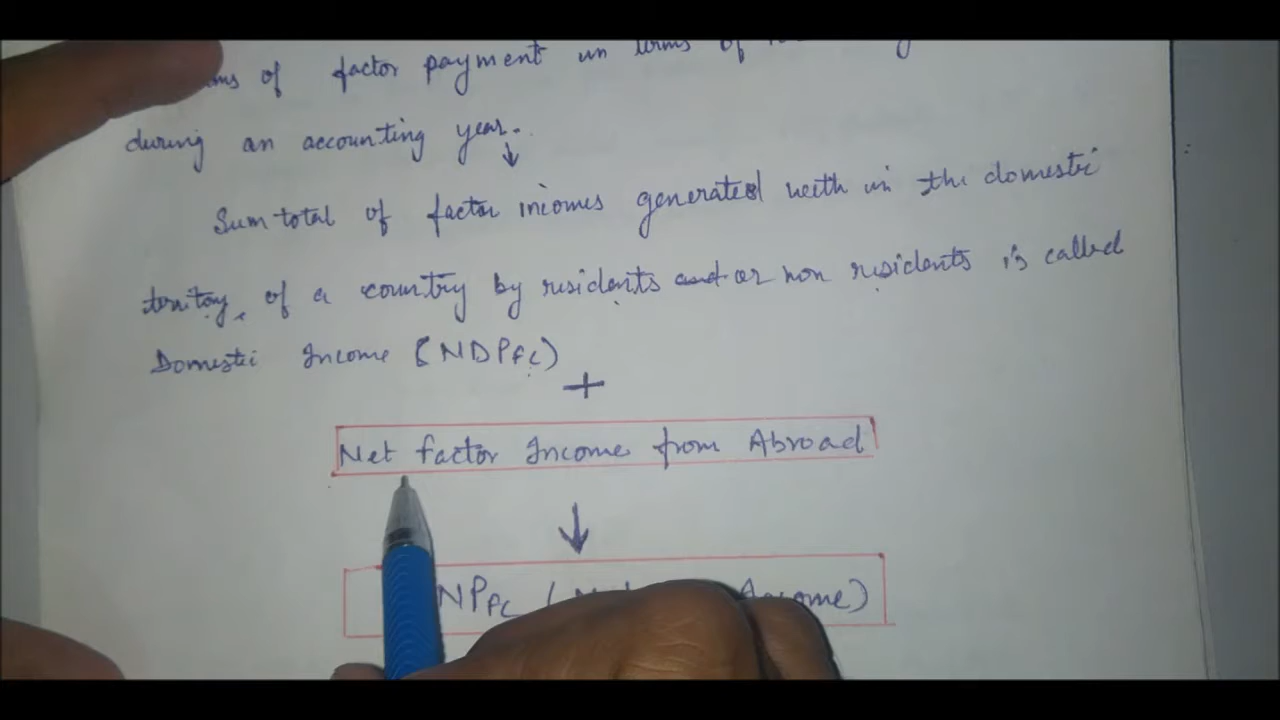 of factor payment in terms of
during an accounting year.
Sum total of factor incomes generated with in the domestic
territoy, of a country by residents and or non residents is called
Domestic Income (NDPFC)
+
Net factor Income from Abroad
NPFC ( Income)